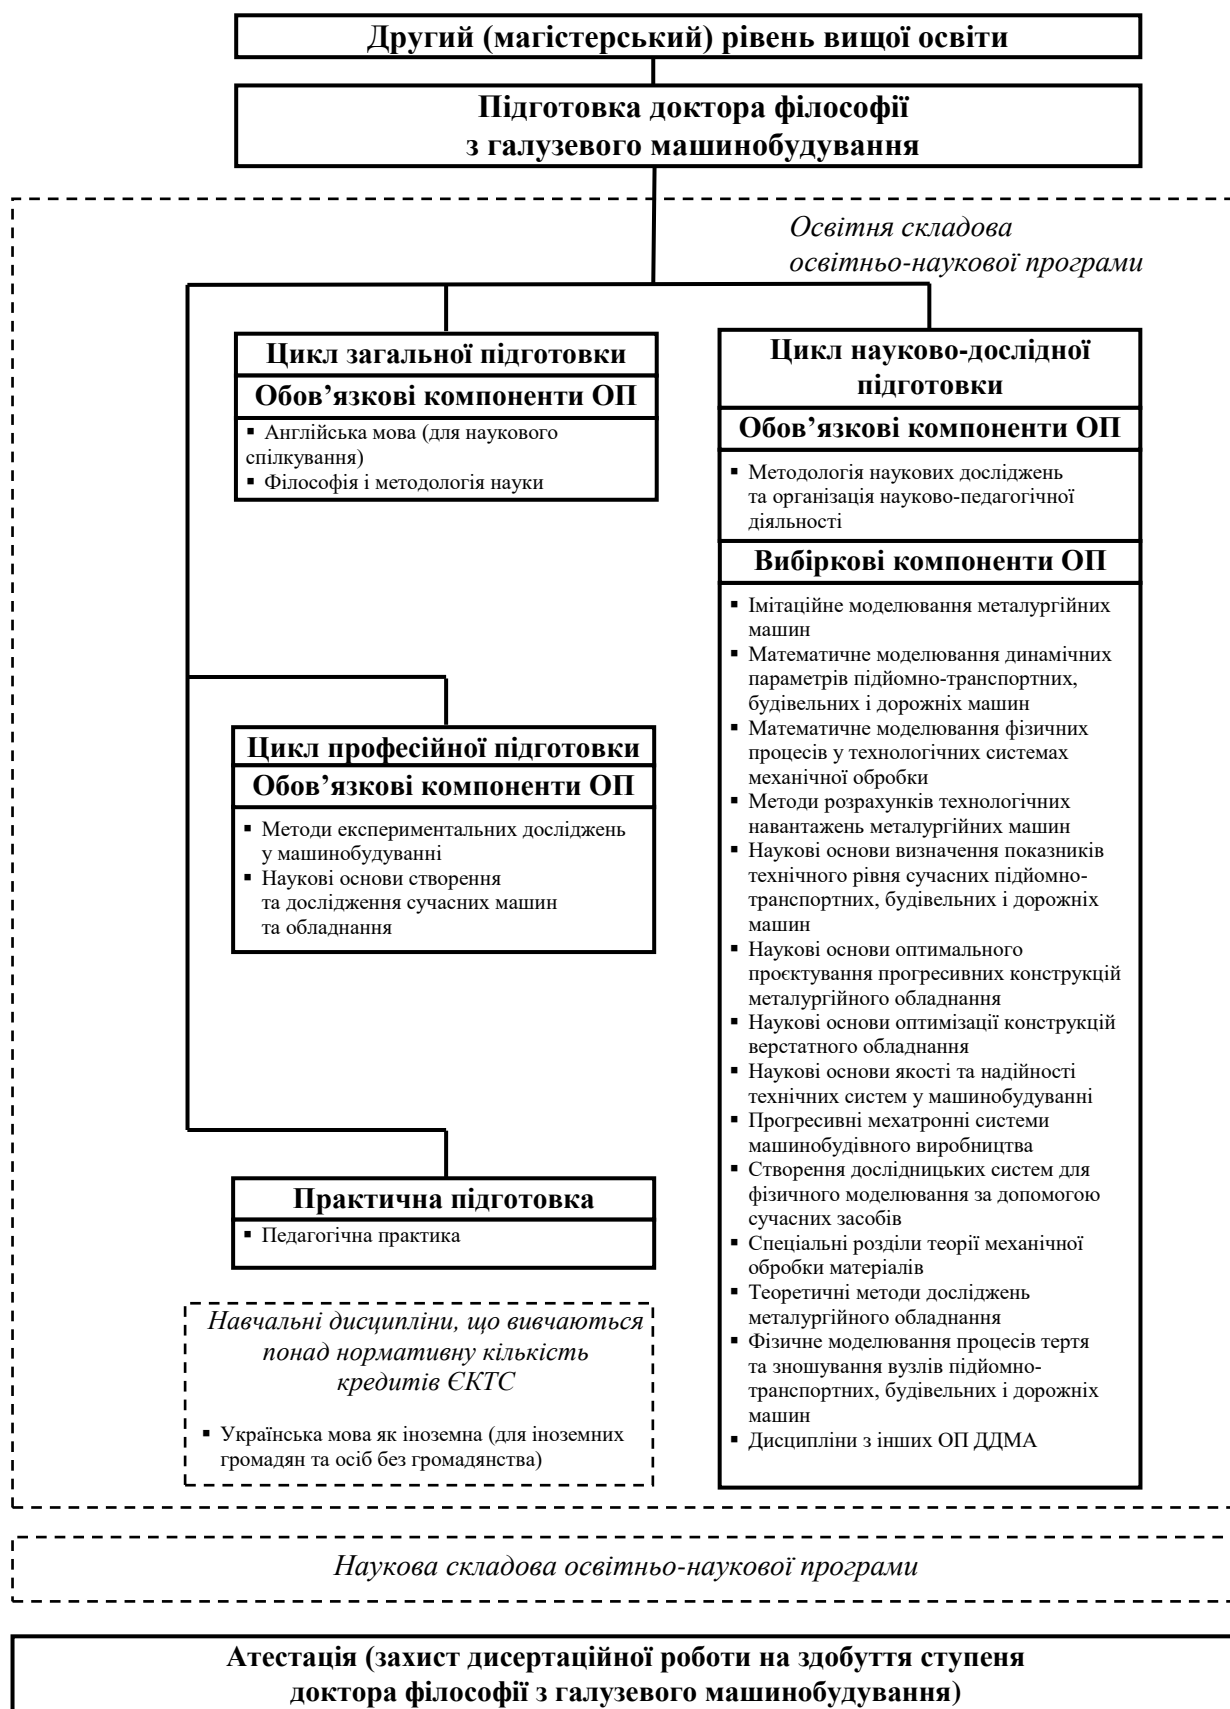 Другий (магістерський) рівень вищої освіти
Підготовка доктора філософії
з галузевого машинобудування
Освітня складова
освітньо-наукової програми
Цикл загальної підготовки
Обов’язкові компоненти ОП
▪ Англійська мова (для наукового
спілкування)
▪ Філософія і методологія науки
Цикл професійної підготовки
Обов’язкові компоненти ОП
▪ Методи експериментальних досліджень
у машинобудуванні
▪ Наукові основи створення
та дослідження сучасних машин
та обладнання
Практична підготовка
▪ Педагогічна практика
Навчальні дисципліни, що вивчаються
понад нормативну кількість
кредитів ЄКТС
▪ Українська мова як іноземна (для іноземних
громадян та осіб без громадянства)
Цикл науково-дослідної
підготовки
Обов’язкові компоненти ОП
▪ Методологія наукових досліджень
та організація науково-педагогічної
діяльності
Вибіркові компоненти ОП
▪ Імітаційне моделювання металургійних
машин
▪ Математичне моделювання динамічних
параметрів підйомно-транспортних,
будівельних і дорожніх машин
▪ Математичне моделювання фізичних
процесів у технологічних системах
механічної обробки
▪ Методи розрахунків технологічних
навантажень металургійних машин
▪ Наукові основи визначення показників
технічного рівня сучасних підйомно-
транспортних, будівельних і дорожніх
машин
▪ Наукові основи оптимального
проєктування прогресивних конструкцій
металургійного обладнання
▪ Наукові основи оптимізації конструкцій
верстатного обладнання
▪ Наукові основи якості та надійності
технічних систем у машинобудуванні
▪ Прогресивні мехатронні системи
машинобудівного виробництва
▪ Створення дослідницьких систем для
фізичного моделювання за допомогою
сучасних засобів
▪ Спеціальні розділи теорії механічної
обробки матеріалів
▪ Теоретичні методи досліджень
металургійного обладнання
▪ Фізичне моделювання процесів тертя
та зношування вузлів підйомно-
транспортних, будівельних і дорожніх
машин
▪ Дисципліни з інших ОП ДДМА
Наукова складова освітньо-наукової програми
Атестація (захист дисертаційної роботи на здобуття ступеня
доктора філософії з галузевого машинобудування)